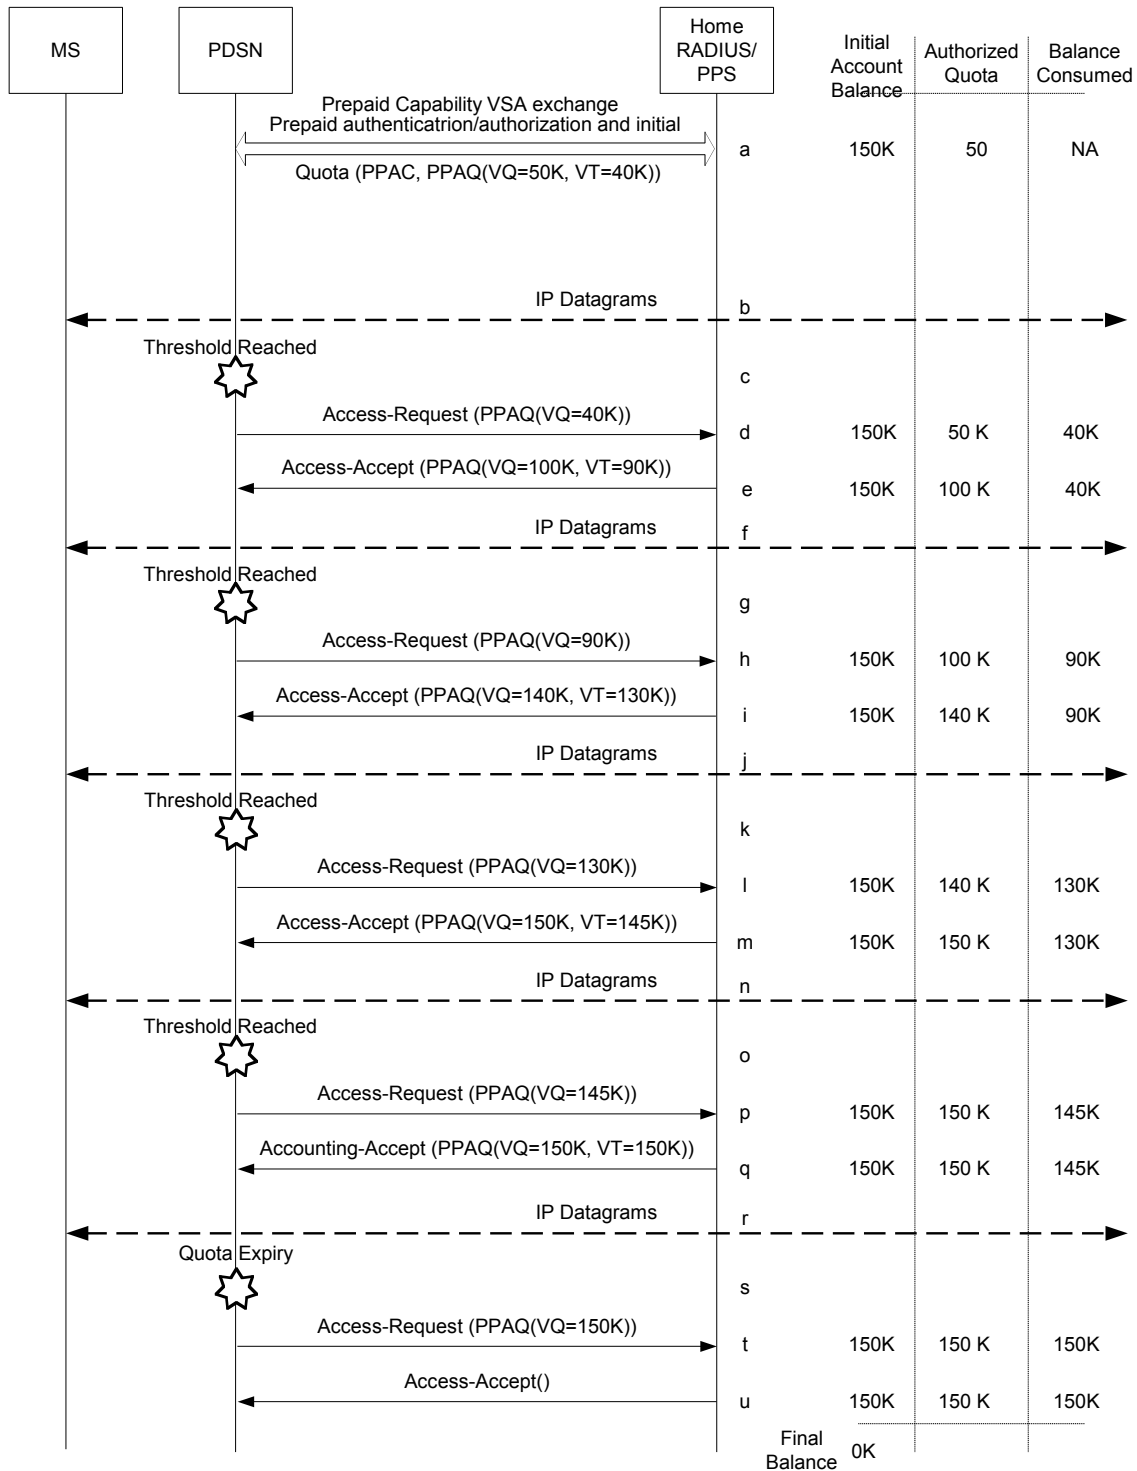 MS
PDSN
Home
RADIUS/
PPS
Initial
Account
Balance
Authorized
Quota
Balance
Consumed
Prepaid Capability VSA exchange
Prepaid authenticatrion/authorization and initial
Quota (PPAC, PPAQ(VQ=50K, VT=40K))
a 150K 50 NA
IP Datagrams b
Threshold Reached
c
Access-Request (PPAQ(VQ=40K))
d 150K 50 K 40K
Access-Accept (PPAQ(VQ=100K, VT=90K))
e 150K 100 K 40K
IP Datagrams f
Threshold Reached
g
Access-Request (PPAQ(VQ=90K))
h 150K 100 K 90K
Access-Accept (PPAQ(VQ=140K, VT=130K))
i 150K 140 K 90K
IP Datagrams j
Threshold Reached
k
Access-Request (PPAQ(VQ=130K))
l 150K 140 K 130K
Access-Accept (PPAQ(VQ=150K, VT=145K))
m 150K 150 K 130K
IP Datagrams n
Threshold Reached
o
Access-Request (PPAQ(VQ=145K))
p 150K 150 K 145K
Accounting-Accept (PPAQ(VQ=150K, VT=150K))
q 150K 150 K 145K
IP Datagrams r
Quota Expiry
s
Access-Request (PPAQ(VQ=150K))
t 150K 150 K 150K
Access-Accept()
u 150K 150 K 150K
Final
Balance
0K